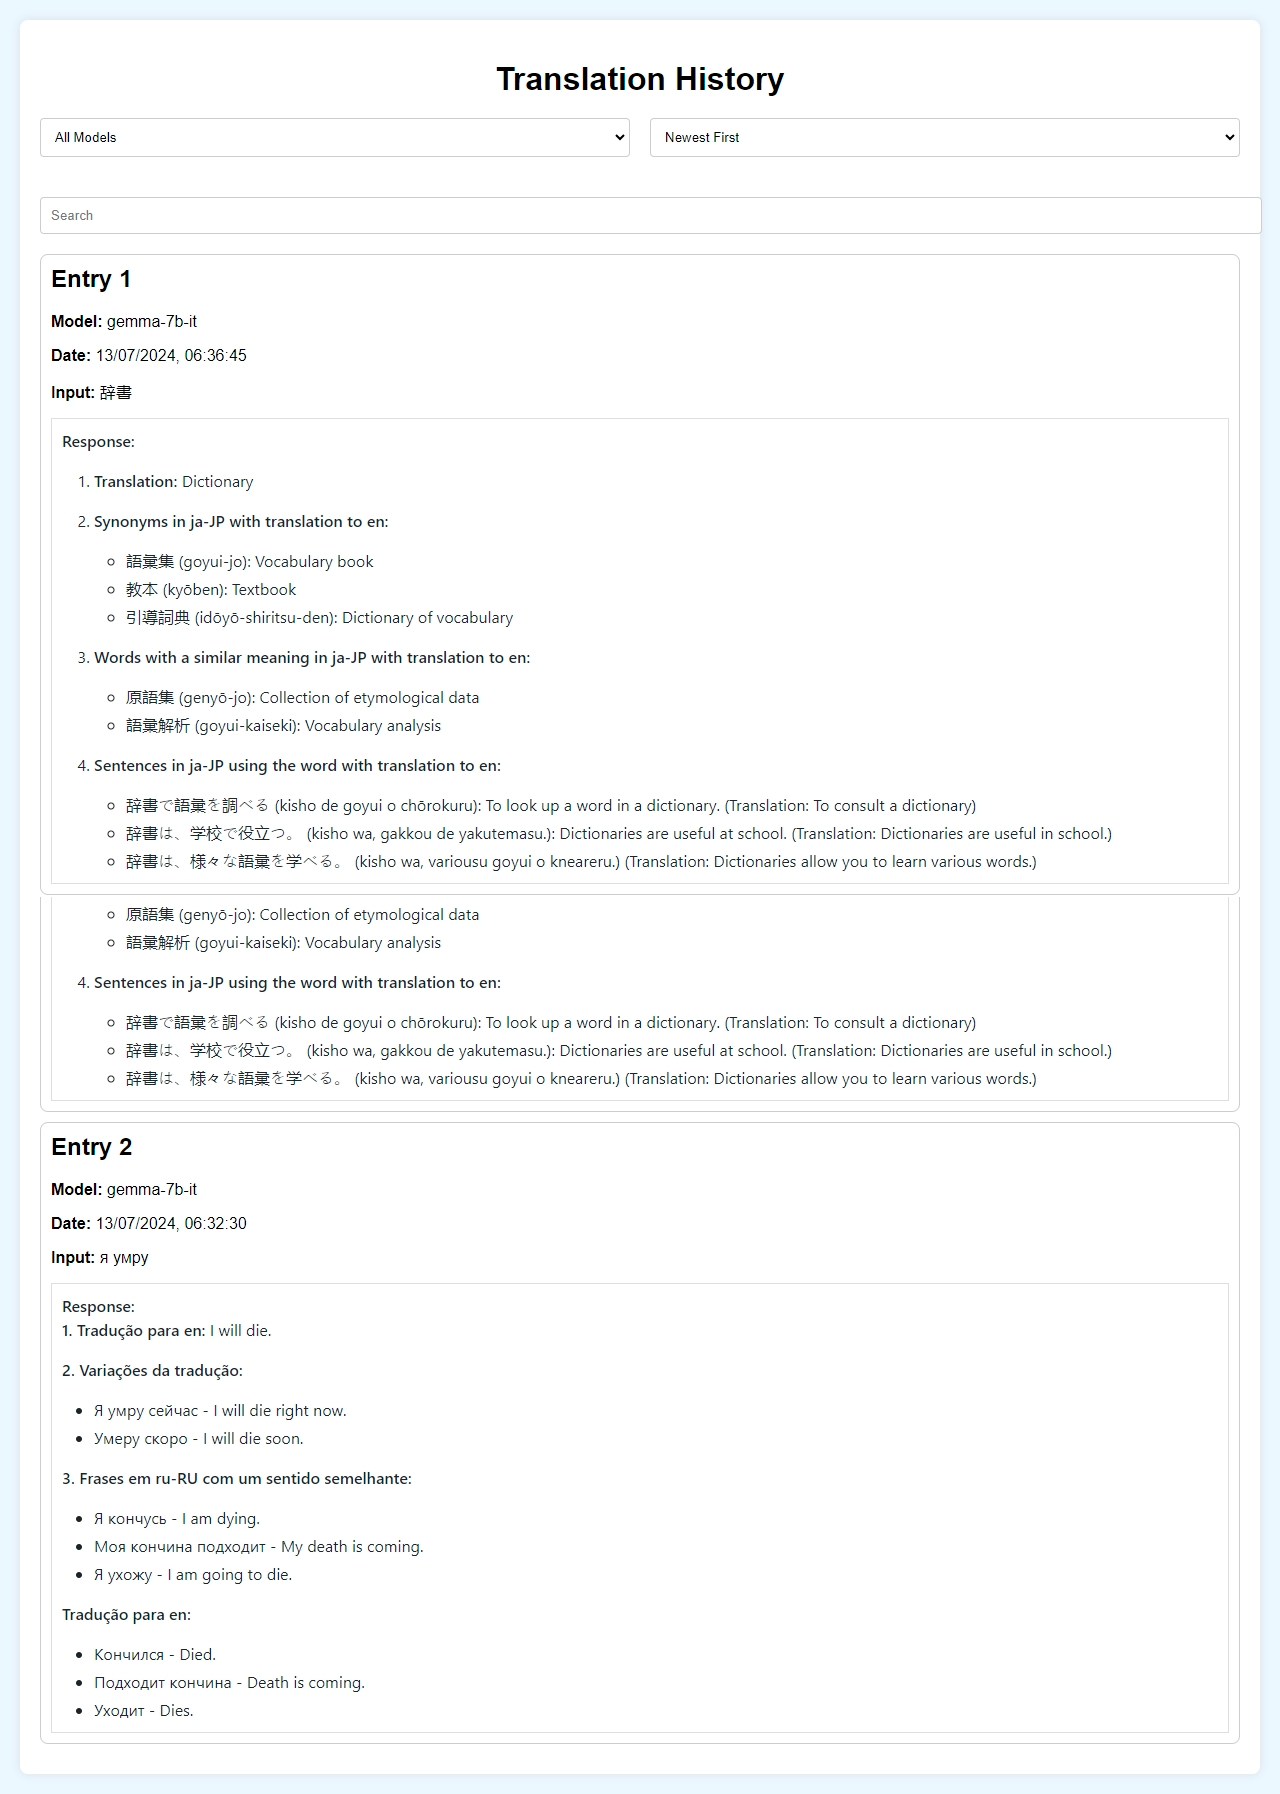 Translation History
All Models
Newest First
Search
Entry 1
Model: gemma-7b-it
Date: 13/07/2024, 06:36:45
Input: 辞書
Response:
1. Translation: Dictionary
2. Synonyms in ja-JP with translation to en:
語彙集 (goyui-jo): Vocabulary book
教本 (kyōben): Textbook
引導詞典 (idōyō-shiritsu-den): Dictionary of vocabulary
3. Words with a similar meaning in ja-JP with translation to en:
原語集 (genyō-jo): Collection of etymological data
語彙解析 (goyui-kaiseki): Vocabulary analysis
4. Sentences in ja-JP using the word with translation to en:
辞書で語彙を調べる (kisho de goyui o chōrokuru): To look up a word in a dictionary. (Translation: To consult a dictionary)
辞書は、学校で役立つ。 (kisho wa, gakkou de yakutemasu.): Dictionaries are useful at school. (Translation: Dictionaries are useful in school.)
辞書は、様々な語彙を学べる。 (kisho wa, variousu goyui o kneareru.) (Translation: Dictionaries allow you to learn various words.)
原語集 (genyō-jo): Collection of etymological data
語彙解析 (goyui-kaiseki): Vocabulary analysis
4. Sentences in ja-JP using the word with translation to en:
辞書で語彙を調べる (kisho de goyui o chōrokuru): To look up a word in a dictionary. (Translation: To consult a dictionary)
辞書は、学校で役立つ。 (kisho wa, gakkou de yakutemasu.): Dictionaries are useful at school. (Translation: Dictionaries are useful in school.)
辞書は、様々な語彙を学べる。 (kisho wa, variousu goyui o kneareru.) (Translation: Dictionaries allow you to learn various words.)
Entry 2
Model: gemma-7b-it
Date: 13/07/2024, 06:32:30
Input: я умру
Response:
1. Tradução para en: I will die.
2. Variações da tradução:
Я умру сейчас - I will die right now.
Умеру скоро - I will die soon.
3. Frases em ru-RU com um sentido semelhante:
Я кончусь - I am dying.
Моя кончина подходит - My death is coming.
Я ухожу - I am going to die.
Tradução para en:
Кончился - Died.
Подходит кончина - Death is coming.
Уходит - Dies.